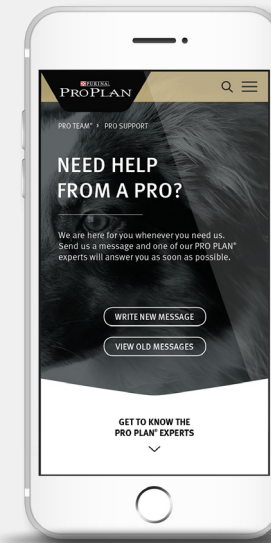 PURINA
PRO PLAN
PRO TEAM® › PRO SUPPORT
NEED HELP
FROM A PRO?
We are here for you whenever you need us.
Send us a message and one of our PRO PLAN®
experts will answer you as soon as possible.
WRITE NEW MESSAGE
VIEW OLD MESSAGES
GET TO KNOW THE
PRO PLAN® EXPERTS